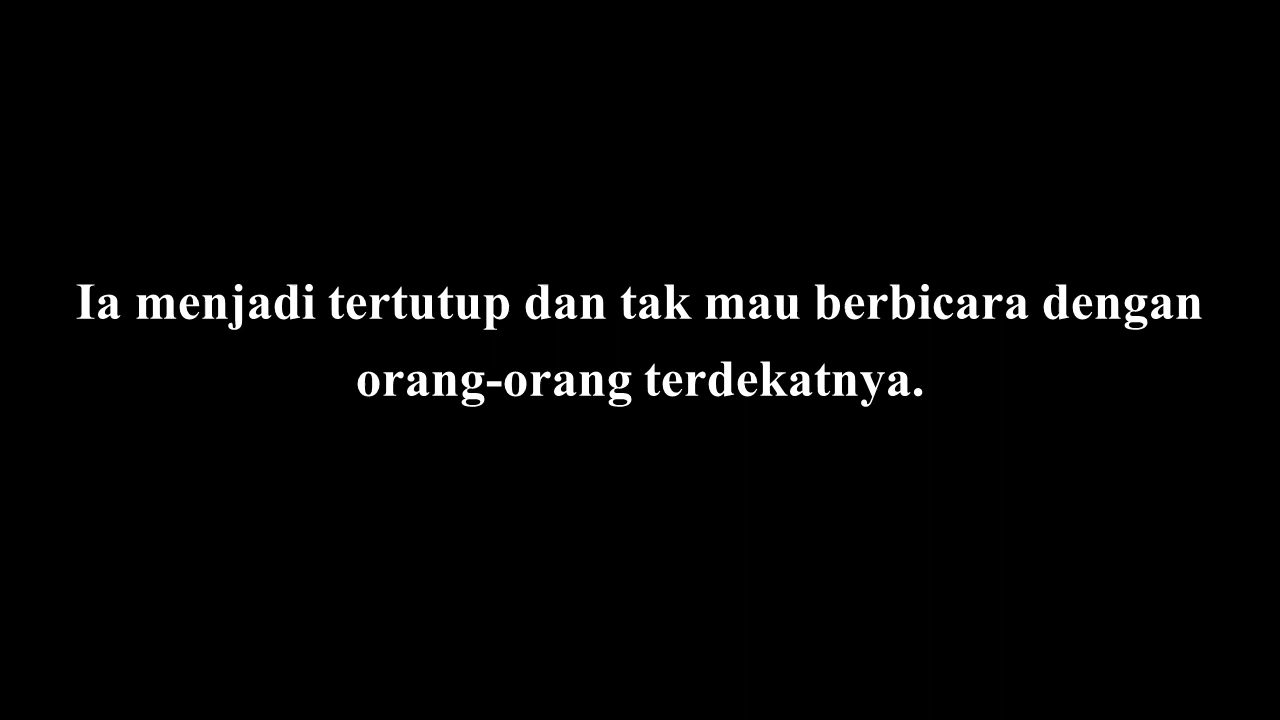 Ia menjadi tertutup dan tak mau berbicara dengan
orang-orang terdekatnya.